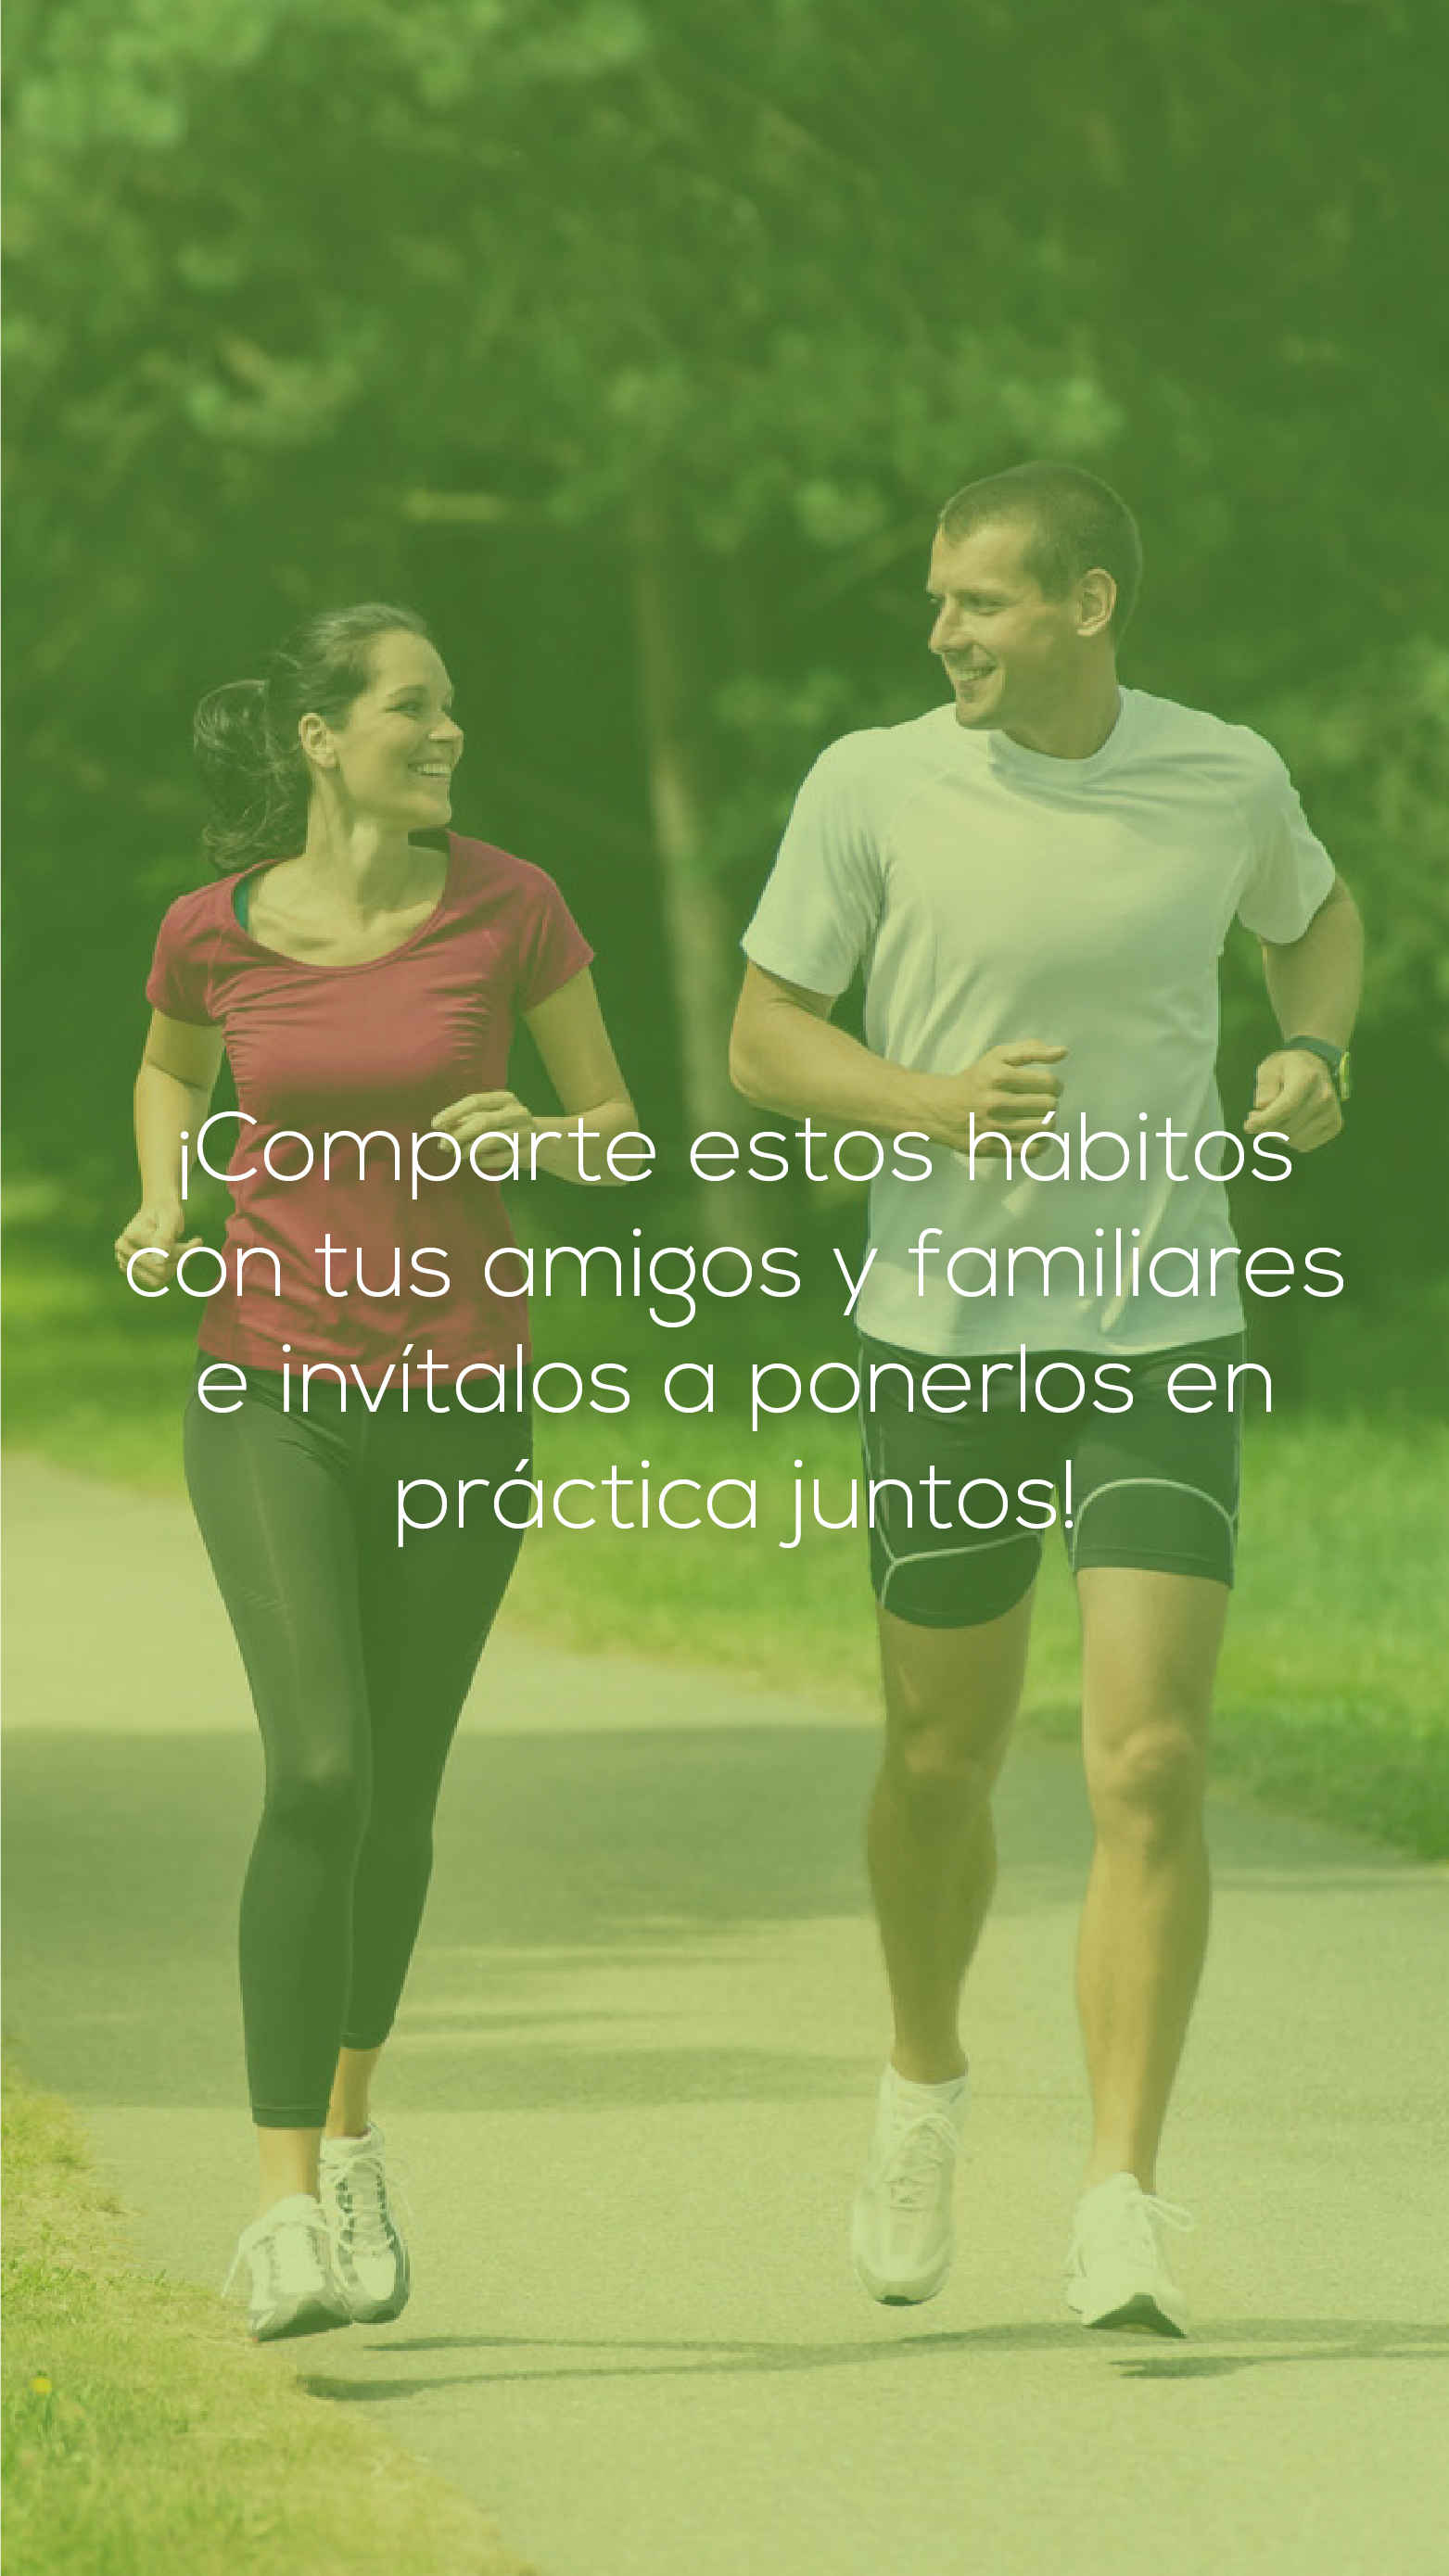 ¡Comparte estos hábitos
con tus amigos y familiares
e invítalos a ponerlos en
práctica juntos!